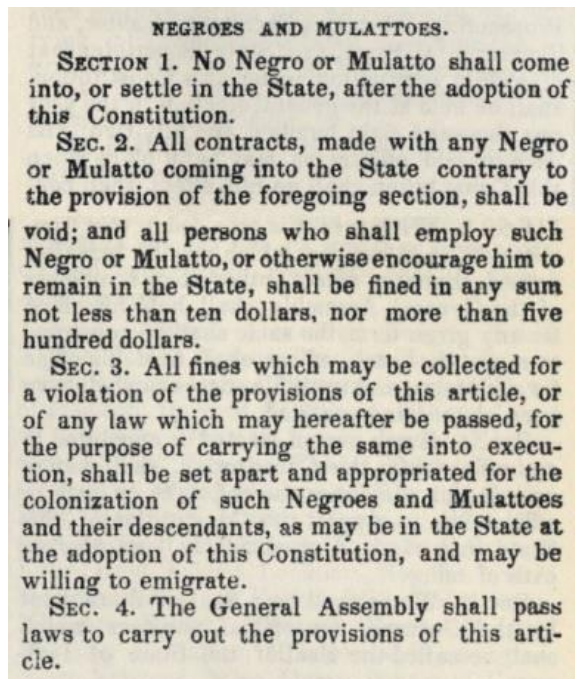 NEGROES AND MULATTOES.
SECTION 1. No Negro or Mulatto shall come
into, or settle in the State, after the adoption of
this Constitution.
SEC. 2. All contracts, made with any Negro
or Mulatto coming into the State contrary to
the provision of the foregoing section, shall be
void; and all persons who shall employ such
Negro or Mulatto, or otherwise encourage him to
remain in the State, shall be fined in any sum
not less than ten dollars, nor more than five
hundred dollars.
SEC. 3. All fines which may be collected for
a violation of the provisions of this article, or
of any law which may hereafter be passed, for
the purpose of carrying the same into execu-
tion, shall be set apart and appropriated for the
colonization of such Negroes and Mulattoes
and their descendants, as may be in the State at
the adoption of this Constitution, and may be
willing to emigrate.
SEC. 4. The General Assembly shall pass
laws to carry out the provisions of this arti-
cle.